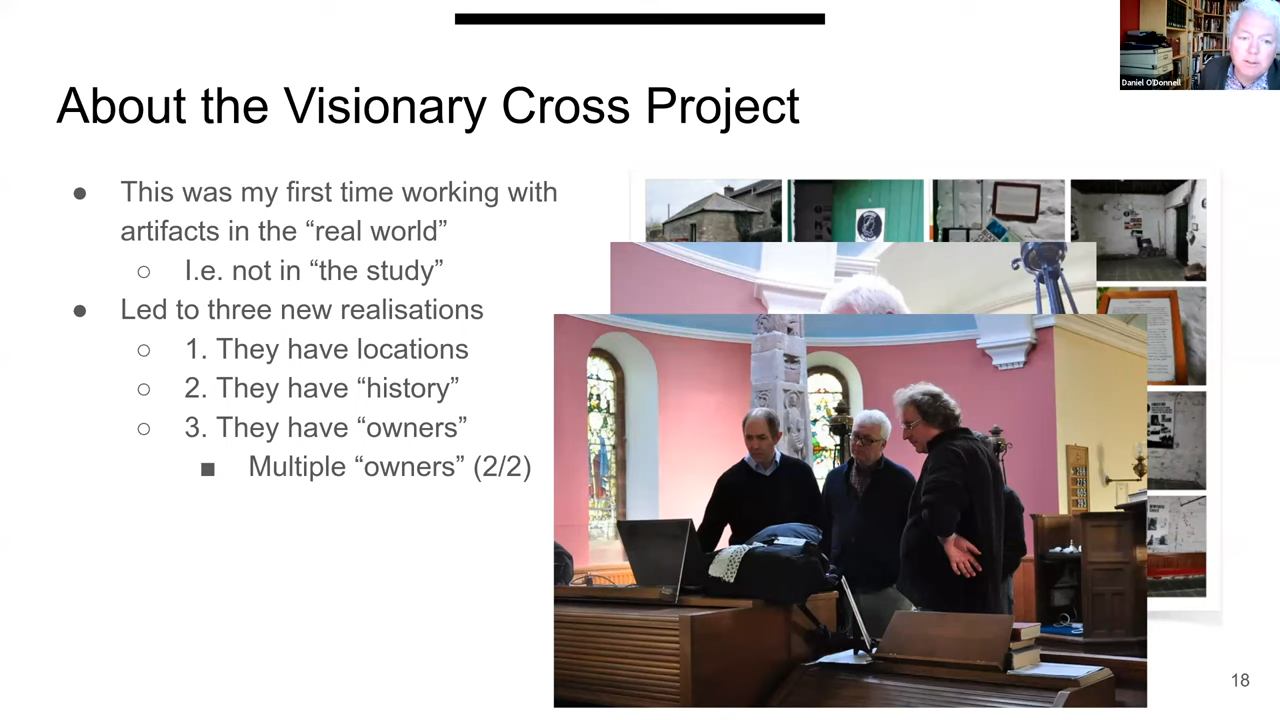 Daniel O'Donnell
About the Visionary Cross Project
● This was my first time working with
artifacts in the “real world”
○ I.e. not in “the study”
● Led to three new realisations
○ 1. They have locations
○ 2. They have “history”
○ 3. They have “owners”
■ Multiple “owners” (2/2)
18